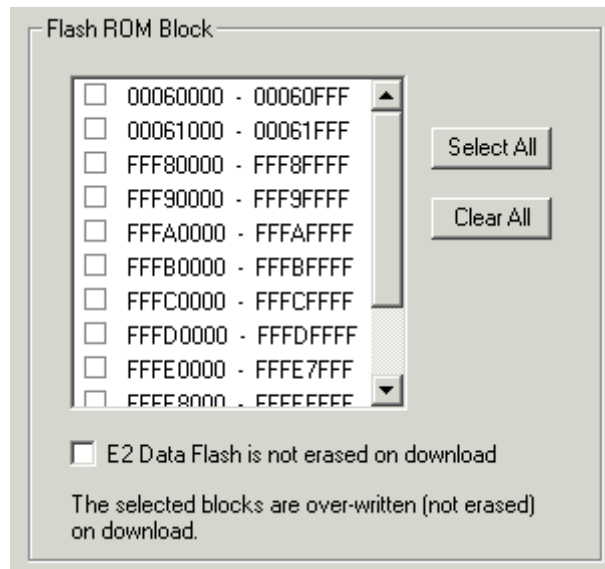 Flash ROM Block
00060000 - 00060FFF
00061000 - 00061FFF
FFF80000 - FFF8FFFF
FFF90000 - FFF9FFFF
FFFA0000 - FFFAFFFF
FFFB0000 - FFFBFFFF
FFFC0000 - FFFCFFFF
FFFD0000 - FFFDFFFF
FFFE0000 - FFFE7FFF
Select All
Clear All
E2 Data Flash is not erased on download
The selected blocks are over-written (not erased)
on download.